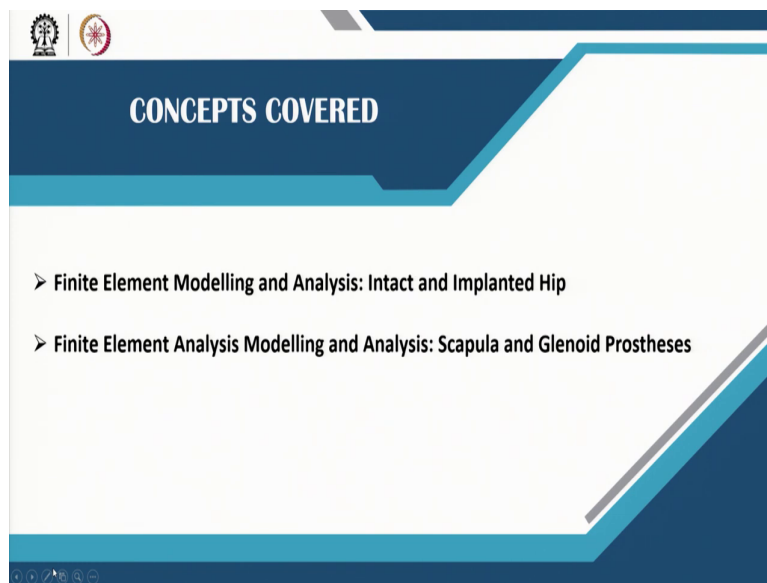 CONCEPTS COVERED
➤ Finite Element Modelling and Analysis: Intact and Implanted Hip
➤ Finite Element Analysis Modelling and Analysis: Scapula and Glenoid Prostheses